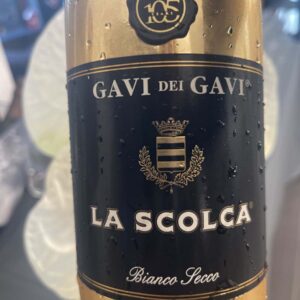 105
GAVI DEI GAVI®
LA SCOLCA®
Bianco Secco